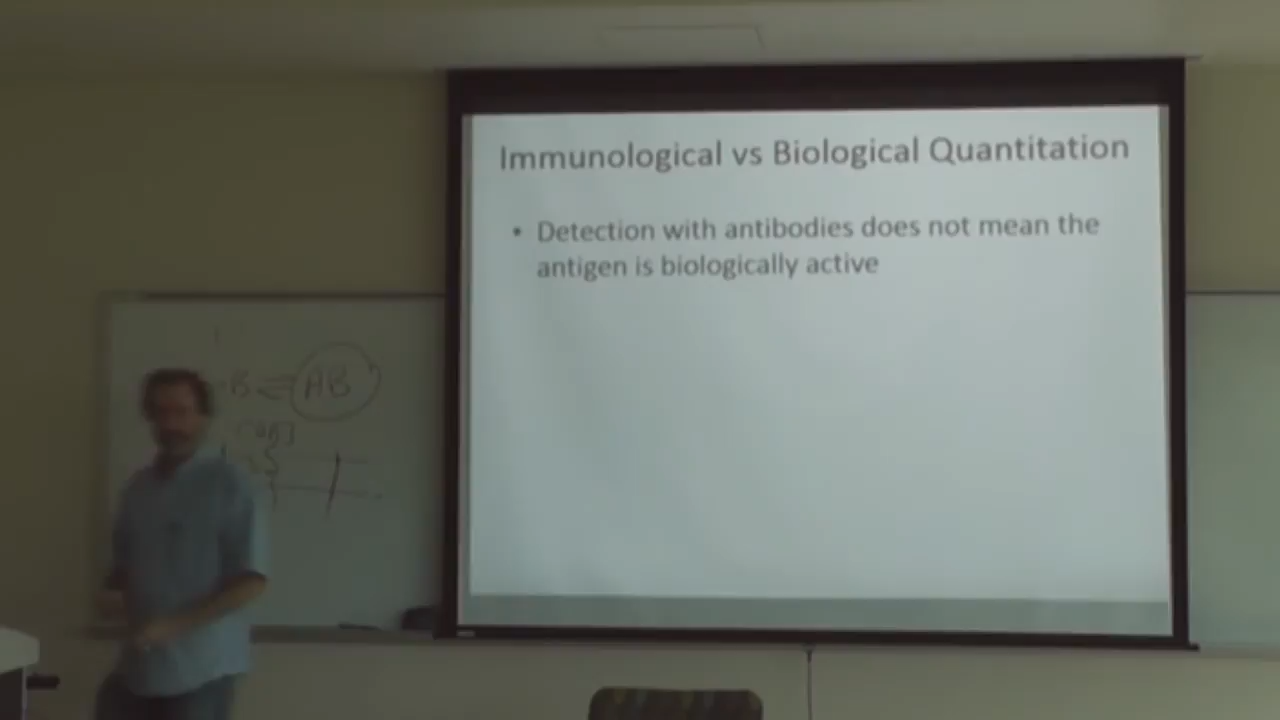 Immunological vs Biological Quantitation
• Detection with antibodies does not mean the
antigen is biologically active
B ⇌ AB